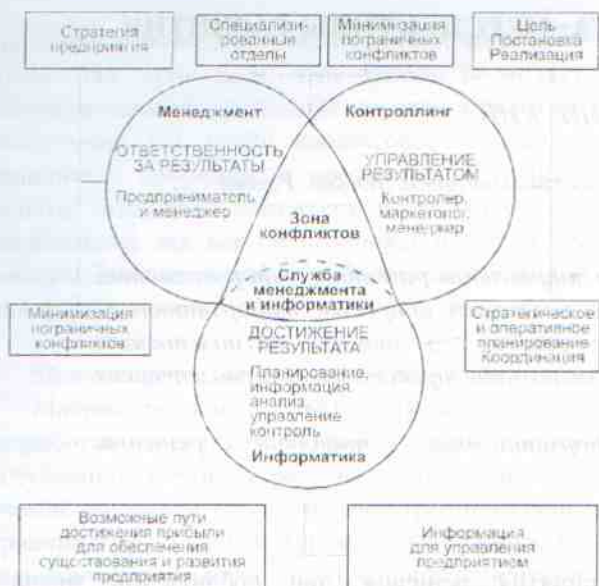 Стратегия
предприятия
Специализи-
рованные
отделы
Минимизация
пограничных
конфликтов
Цель
Постановка
Реализация
Менеджмент
ОТВЕТСТВЕННОСТЬ
ЗА РЕЗУЛЬТАТЫ
Предприниматель
и менеджер
Контроллинг
УПРАВЛЕНИЕ
РЕЗУЛЬТАТОМ
Контролер,
маркетолог,
менеджер
Зона
конфликтов
Служба
менеджмента
и информатики
Минимизация
пограничных
конфликтов
Стратегическое
и оперативное
планирование
Координация
ДОСТИЖЕНИЕ
РЕЗУЛЬТАТА
Планирование,
информация,
анализ,
управление,
контроль
Информатика
Возможные пути
достижения прибыли
для обеспечения
существования и развития
предприятия
Информация
для управления
предприятием